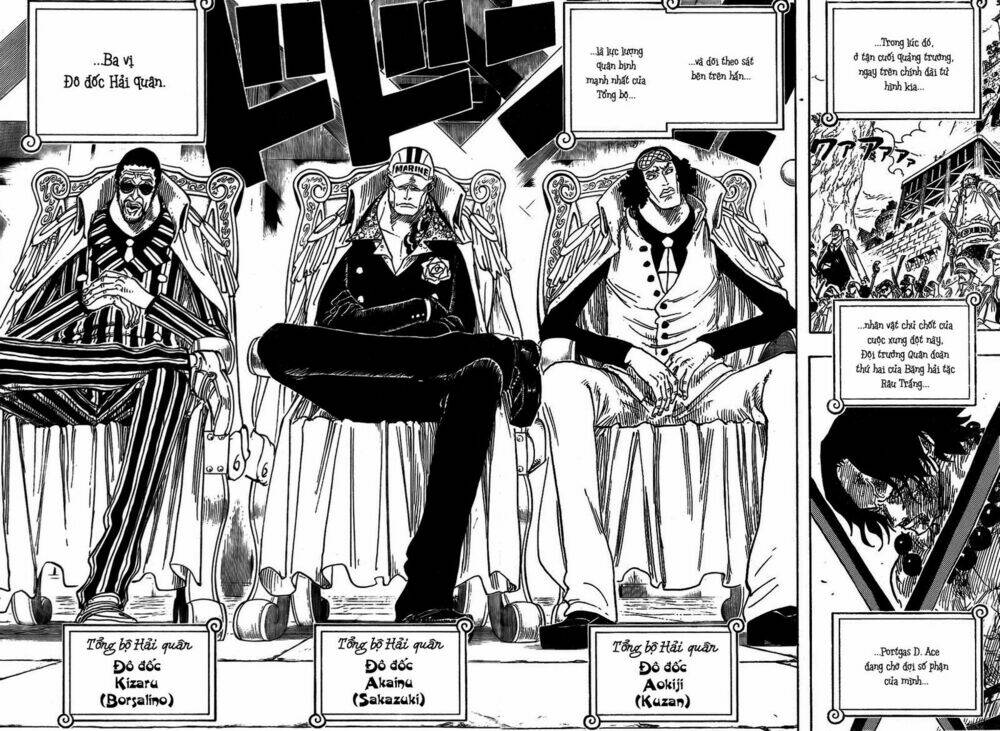 ...Trong lúc đó,
ở tận cuối quảng trường,
ngay trên chính đài tử
hình kia...
ワアアアァァ
...nhân vật chủ chốt của
cuộc xung đột này,
Đội trưởng Quân đoàn
thứ hai của Băng hải tặc
Râu Trắng...
...Portgas D. Ace
đang chờ đợi số phận
của mình...
...và dõi theo sát
bên trên hắn...
...là lực lượng
quân binh
mạnh nhất của
Tổng bộ...
...Ba vị
Đô đốc Hải quân.
ドドド
MARINE
Tổng bộ Hải quân
Đô đốc
Kizaru
(Borsalino)
Tổng bộ Hải quân
Đô đốc
Akainu
(Sakazuki)
Tổng bộ Hải quân
Đô đốc
Aokiji
(Kuzan)